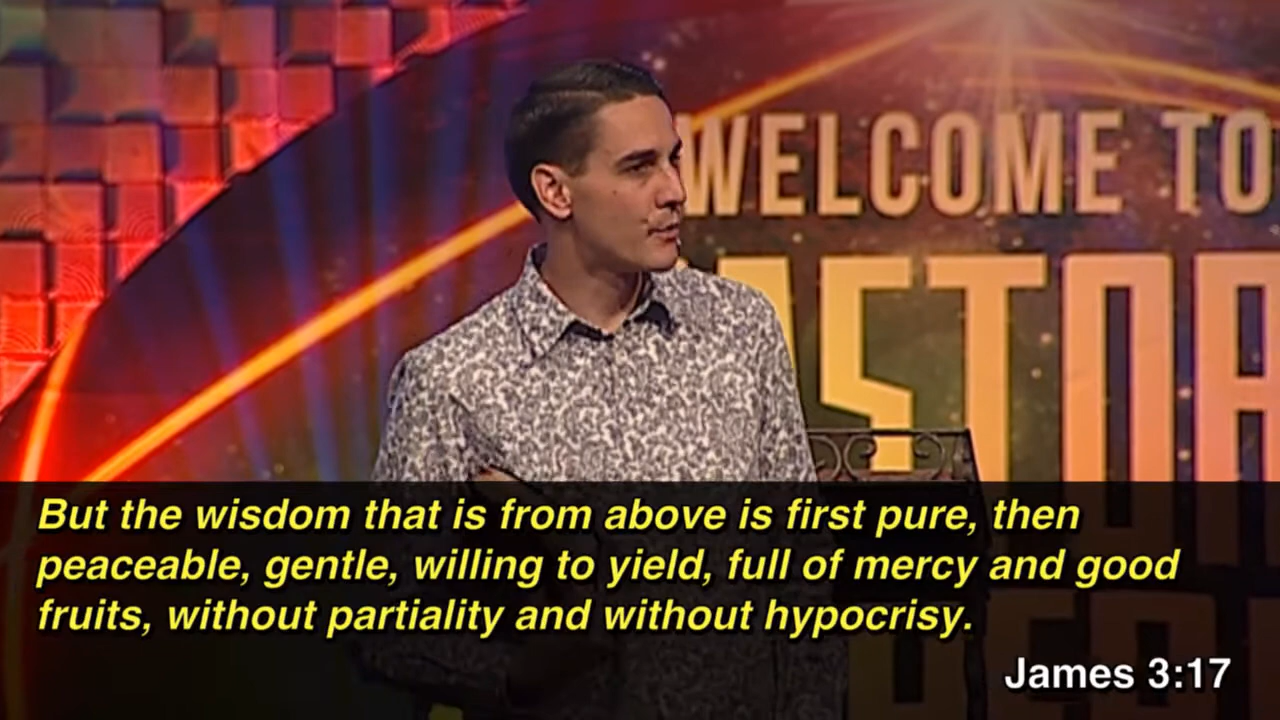 WELCOME TO
But the wisdom that is from above is first pure, then
peaceable, gentle, willing to yield, full of mercy and good
fruits, without partiality and without hypocrisy.
James 3:17